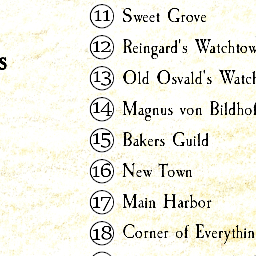 s
⑪ Sweet Grove
⑫ Reingard's Watchtow
⑬ Old Osvald's Watch
⑭ Magnus von Bildhof
⑮ Bakers Guild
⑯ New Town
⑰ Main Harbor
⑱ Corner of Everythin